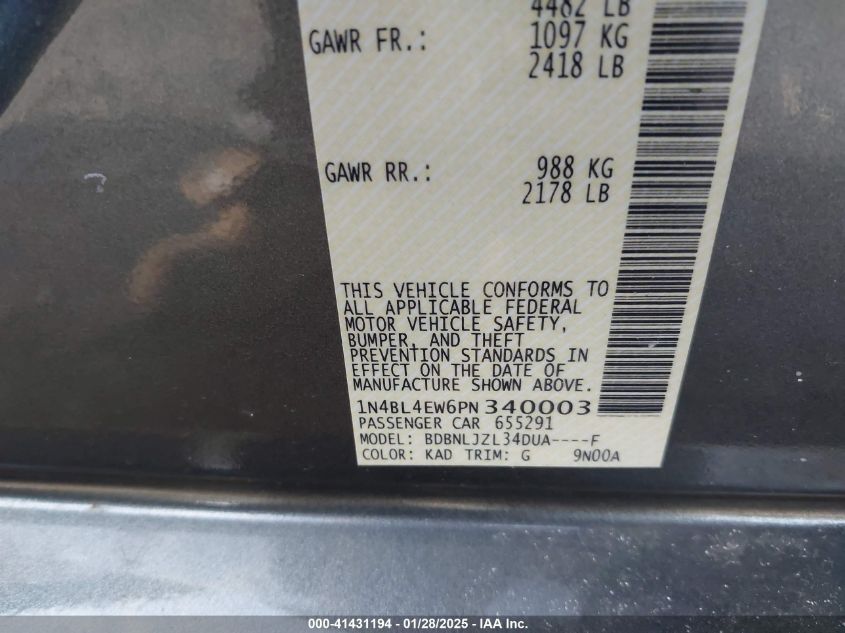 4482 LB
GAWR FR.: 1097 KG
2418 LB
GAWR RR.: 988 KG
2178 LB
THIS VEHICLE CONFORMS TO
ALL APPLICABLE FEDERAL
MOTOR VEHICLE SAFETY,
BUMPER, AND THEFT
PREVENTION STANDARDS IN
EFFECT ON THE DATE OF
MANUFACTURE SHOWN ABOVE.
1N4BL4EW6PN340003
PASSENGER CAR 655291
MODEL: BDBNLJZL34DUA----F
COLOR: KAD TRIM: G 9N00A
000-41431194 | 01/28/2025 | IAA Inc.